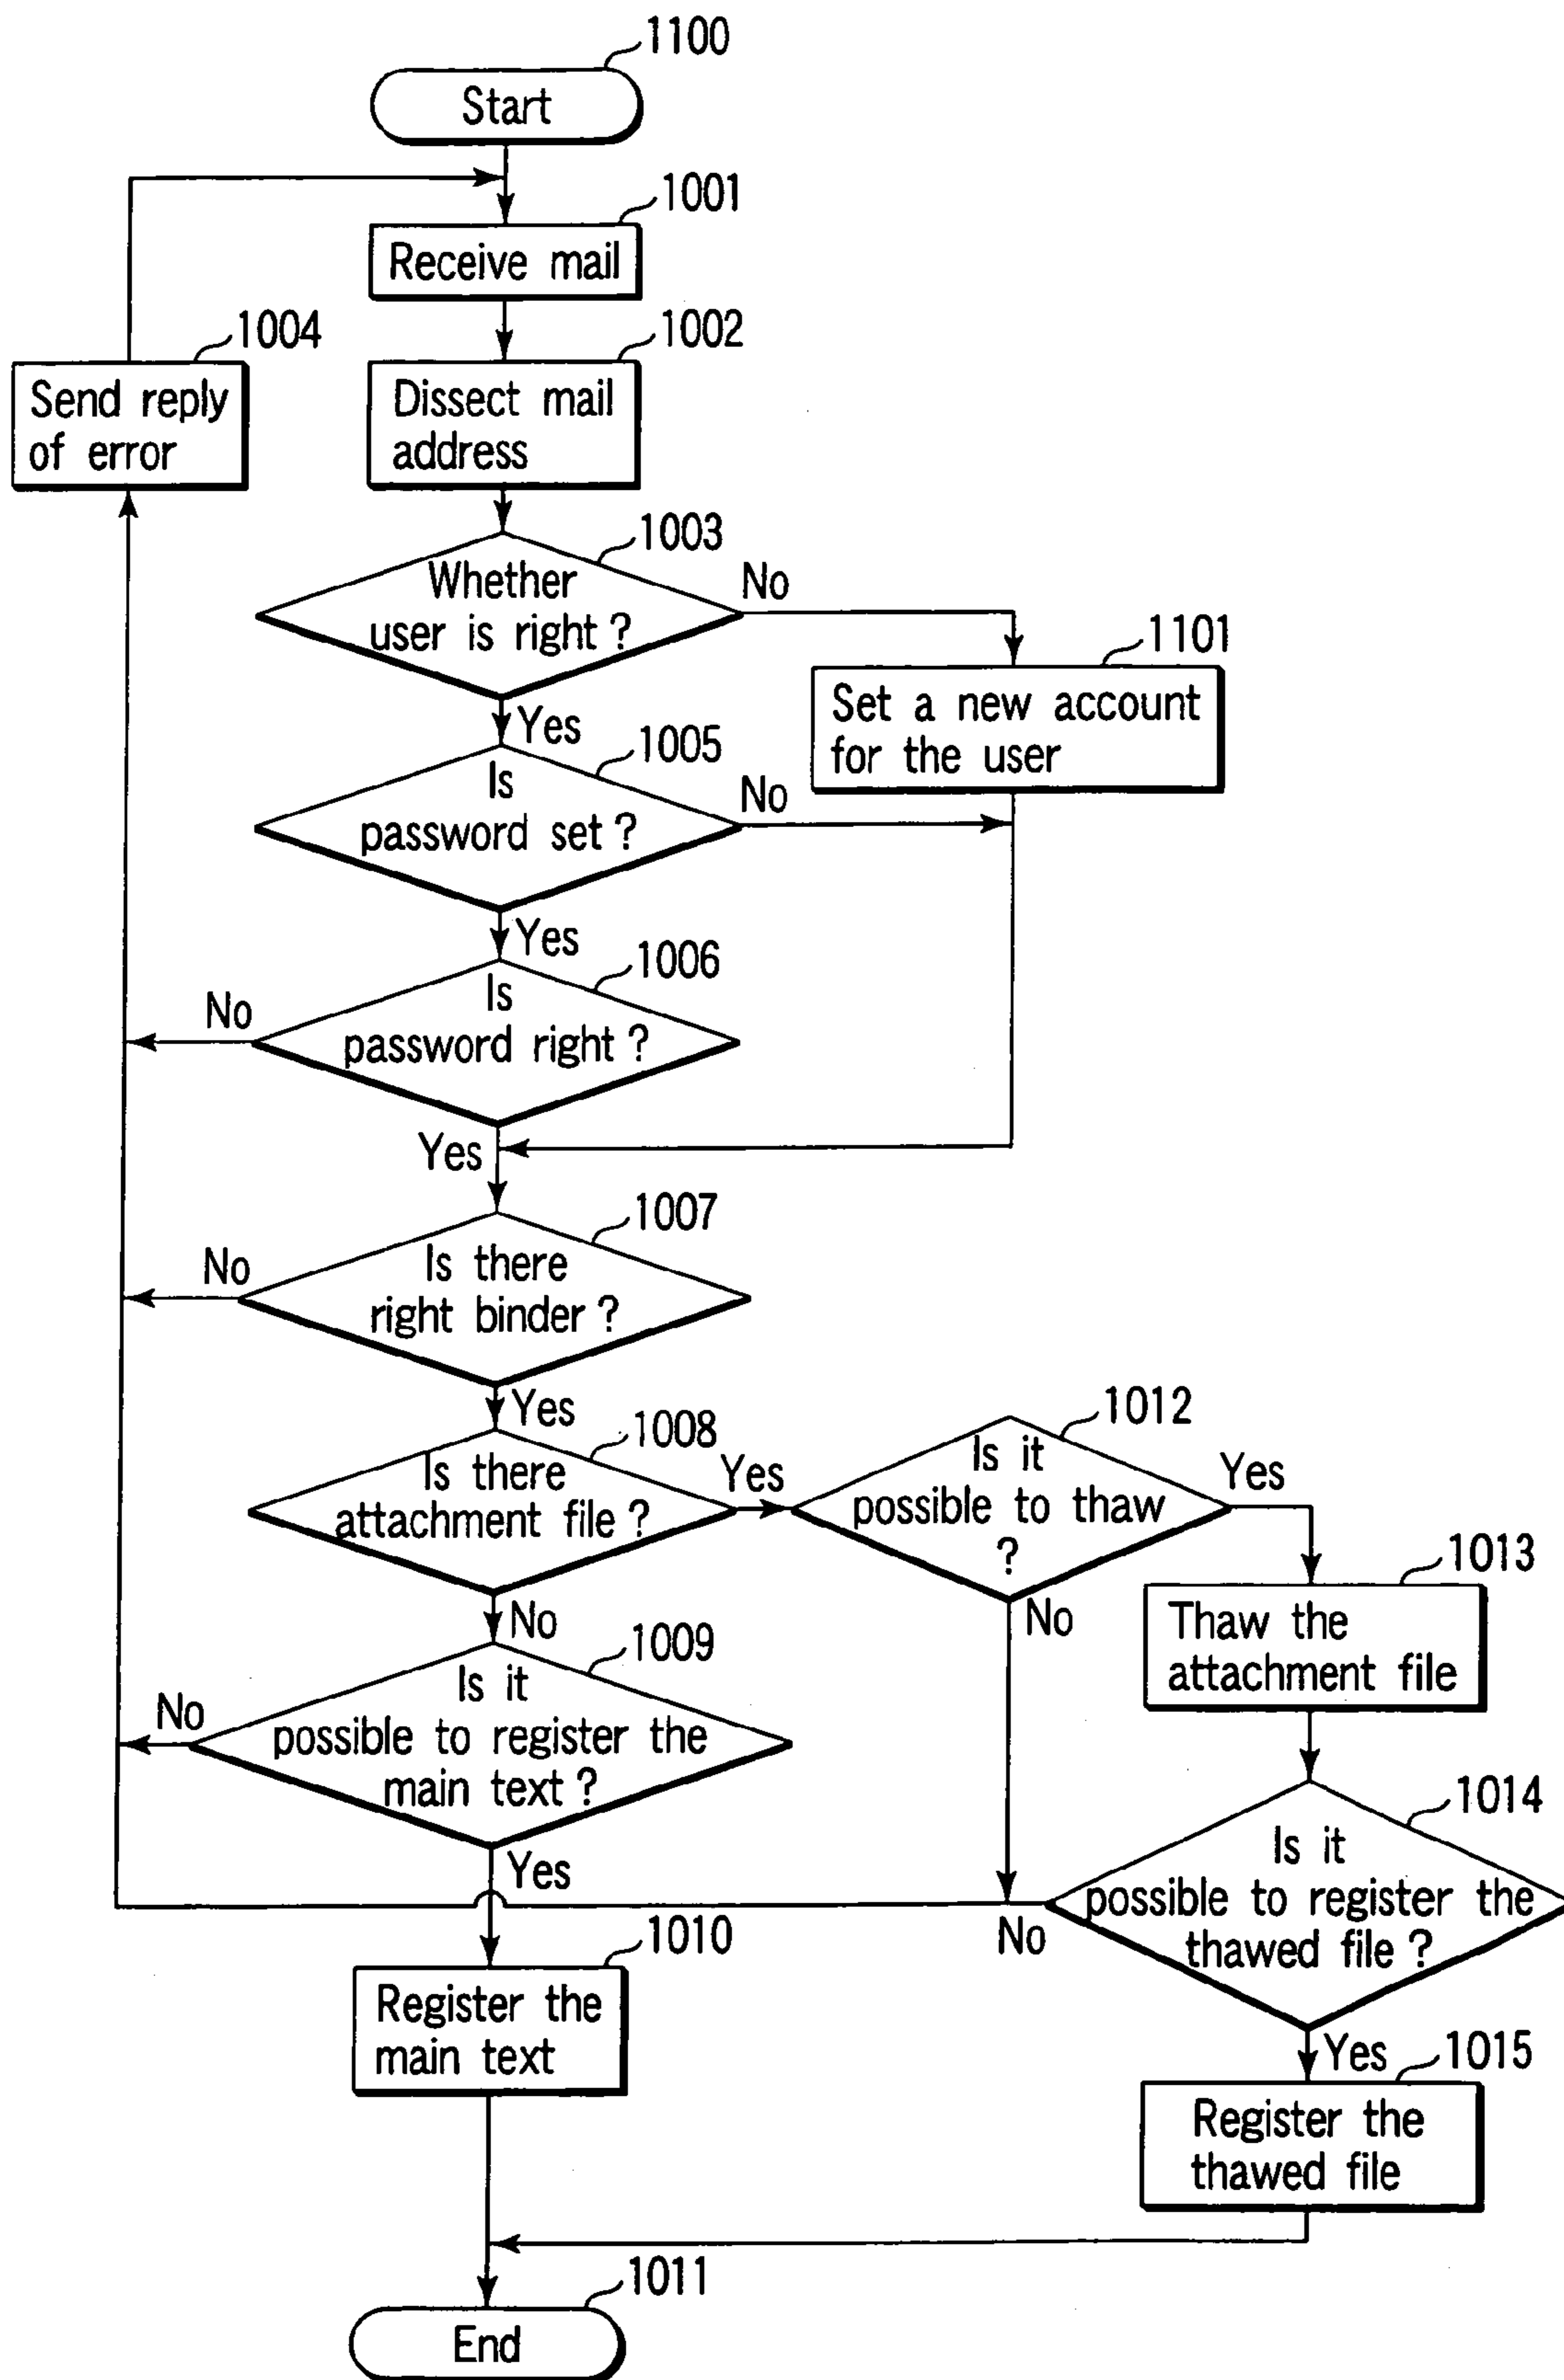 1100
Start
1001
Receive mail
1004
Send reply
of error
1002
Dissect mail
address
1003
Whether
user is right ?
No
1101
Set a new account
for the user
Yes
1005
Is
password set ?
No
Yes
1006
Is
password right ?
No
Yes
1007
Is there
right binder ?
No
Yes
1008
Is there
attachment file ?
Yes
1012
Is it
possible to thaw
?
Yes
No
1013
Thaw the
attachment file
No
1009
Is it
possible to register the
main text ?
No
Yes
1014
Is it
possible to register the
thawed file ?
No
1010
Register the
main text
Yes
1015
Register the
thawed file
1011
End